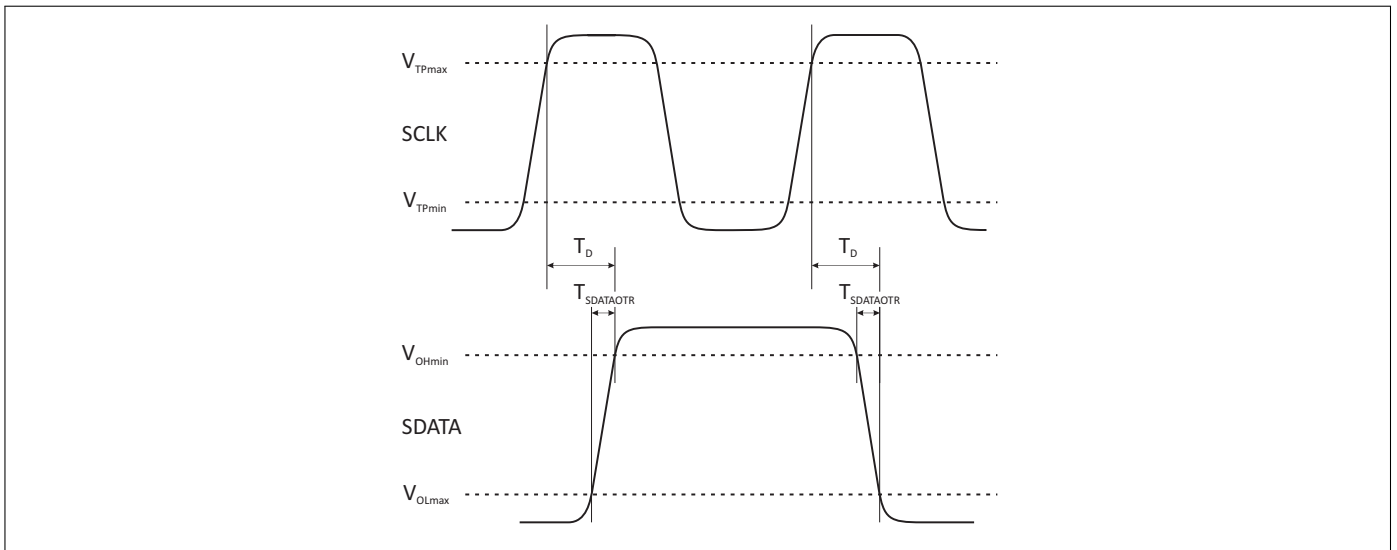 V_TPmax
SCLK
V_TPmin
T_D T_D
T_SDATAOTR T_SDATAOTR
V_OHmin
SDATA
V_OLmax